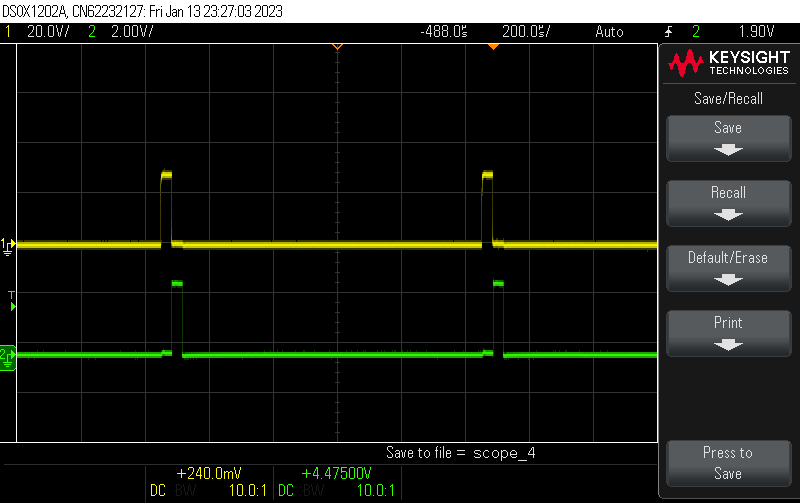 DSOX1202A, CN62232127: Fri Jan 13 23:27:03 2023
1 20.0V/ 2 2.00V/ -488.0s 200.0s/ Auto 2 1.90V
KEYSIGHT
TECHNOLOGIES
Save/Recall
Save
Recall
1
Default/Erase
T
Print
2
Save to file = scope_4
Press to
Save
+240.0mV +4.47500V
DC BW 10.0:1 DC BW 10.0:1